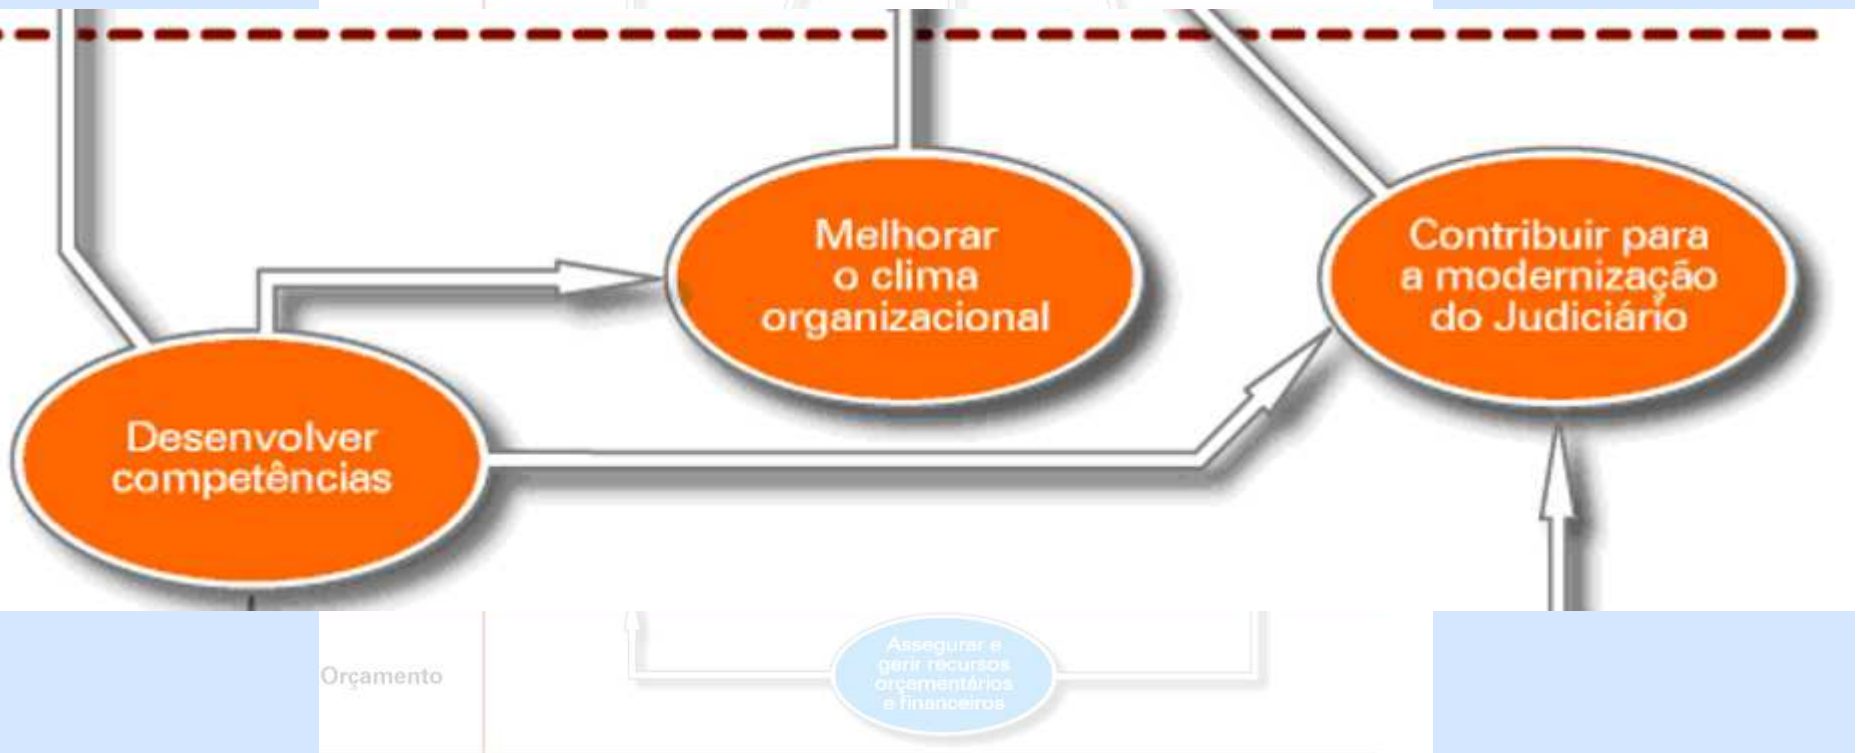 Melhorar
o clima
organizacional
Contribuir para
a modernização
do Judiciário
Desenvolver
competências
Orçamento
Assegurar e
gerir recursos
orçamentários
e financeiros